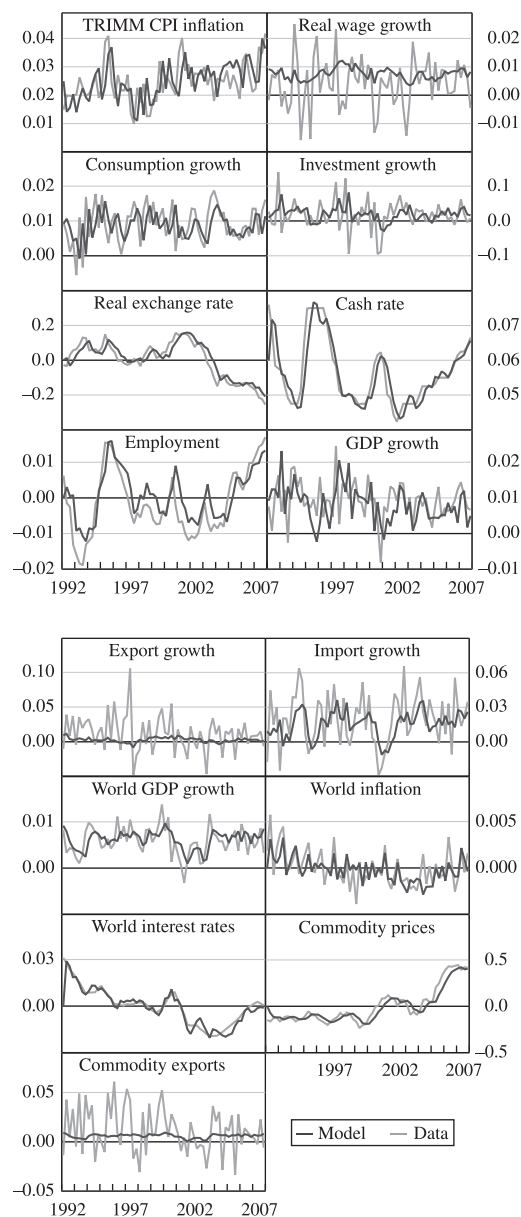 TRIMM CPI inflation Real wage growth
0.04 0.02
0.03 0.01
0.02 0.00
0.01 –0.01
Consumption growth Investment growth
0.02 0.1
0.01 0.0
0.00 –0.1
Real exchange rate Cash rate
0.2 0.07
0.0 0.06
–0.2 0.05
Employment GDP growth
0.01 0.02
0.00 0.01
–0.01 0.00
–0.02 –0.01
1992 1997 2002 2007 1997 2002 2007
Export growth Import growth
0.10 0.06
0.05 0.03
0.00 0.00
World GDP growth World inflation
0.01 0.005
0.00 0.000
World interest rates Commodity prices
0.03 0.5
0.00 0.0
–0.5
1997 2002 2007
Commodity exports
0.05
0.00
–0.05
1992 1997 2002 2007
Model Data